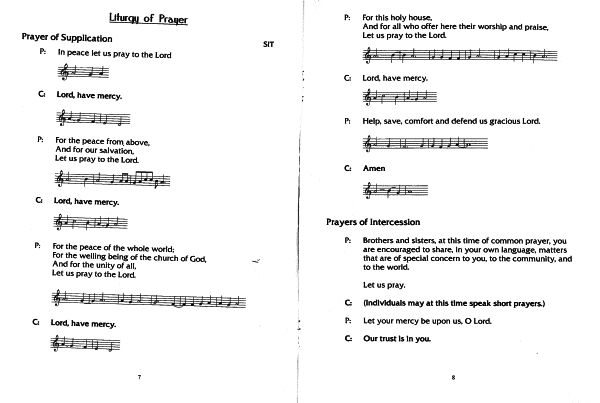 Liturgy of Prayer
Prayer of Supplication
SIT
P: In peace let us pray to the Lord
C: Lord, have mercy.
P: For the peace from above,
And for our salvation,
Let us pray to the Lord.
C: Lord, have mercy.
P: For the peace of the whole world;
For the welling being of the church of God,
And for the unity of all,
Let us pray to the Lord.
C: Lord, have mercy.
7
P: For this holy house,
And for all who offer here their worship and praise,
Let us pray to the Lord.
C: Lord, have mercy.
P: Help, save, comfort and defend us gracious Lord.
C: Amen
Prayers of Intercession
P: Brothers and sisters, at this time of common prayer, you
are encouraged to share, in your own language, matters
that are of special concern to you, to the community, and
to the world.
Let us pray.
C: (Individuals may at this time speak short prayers.)
P: Let your mercy be upon us, O Lord.
C: Our trust is in you.
8